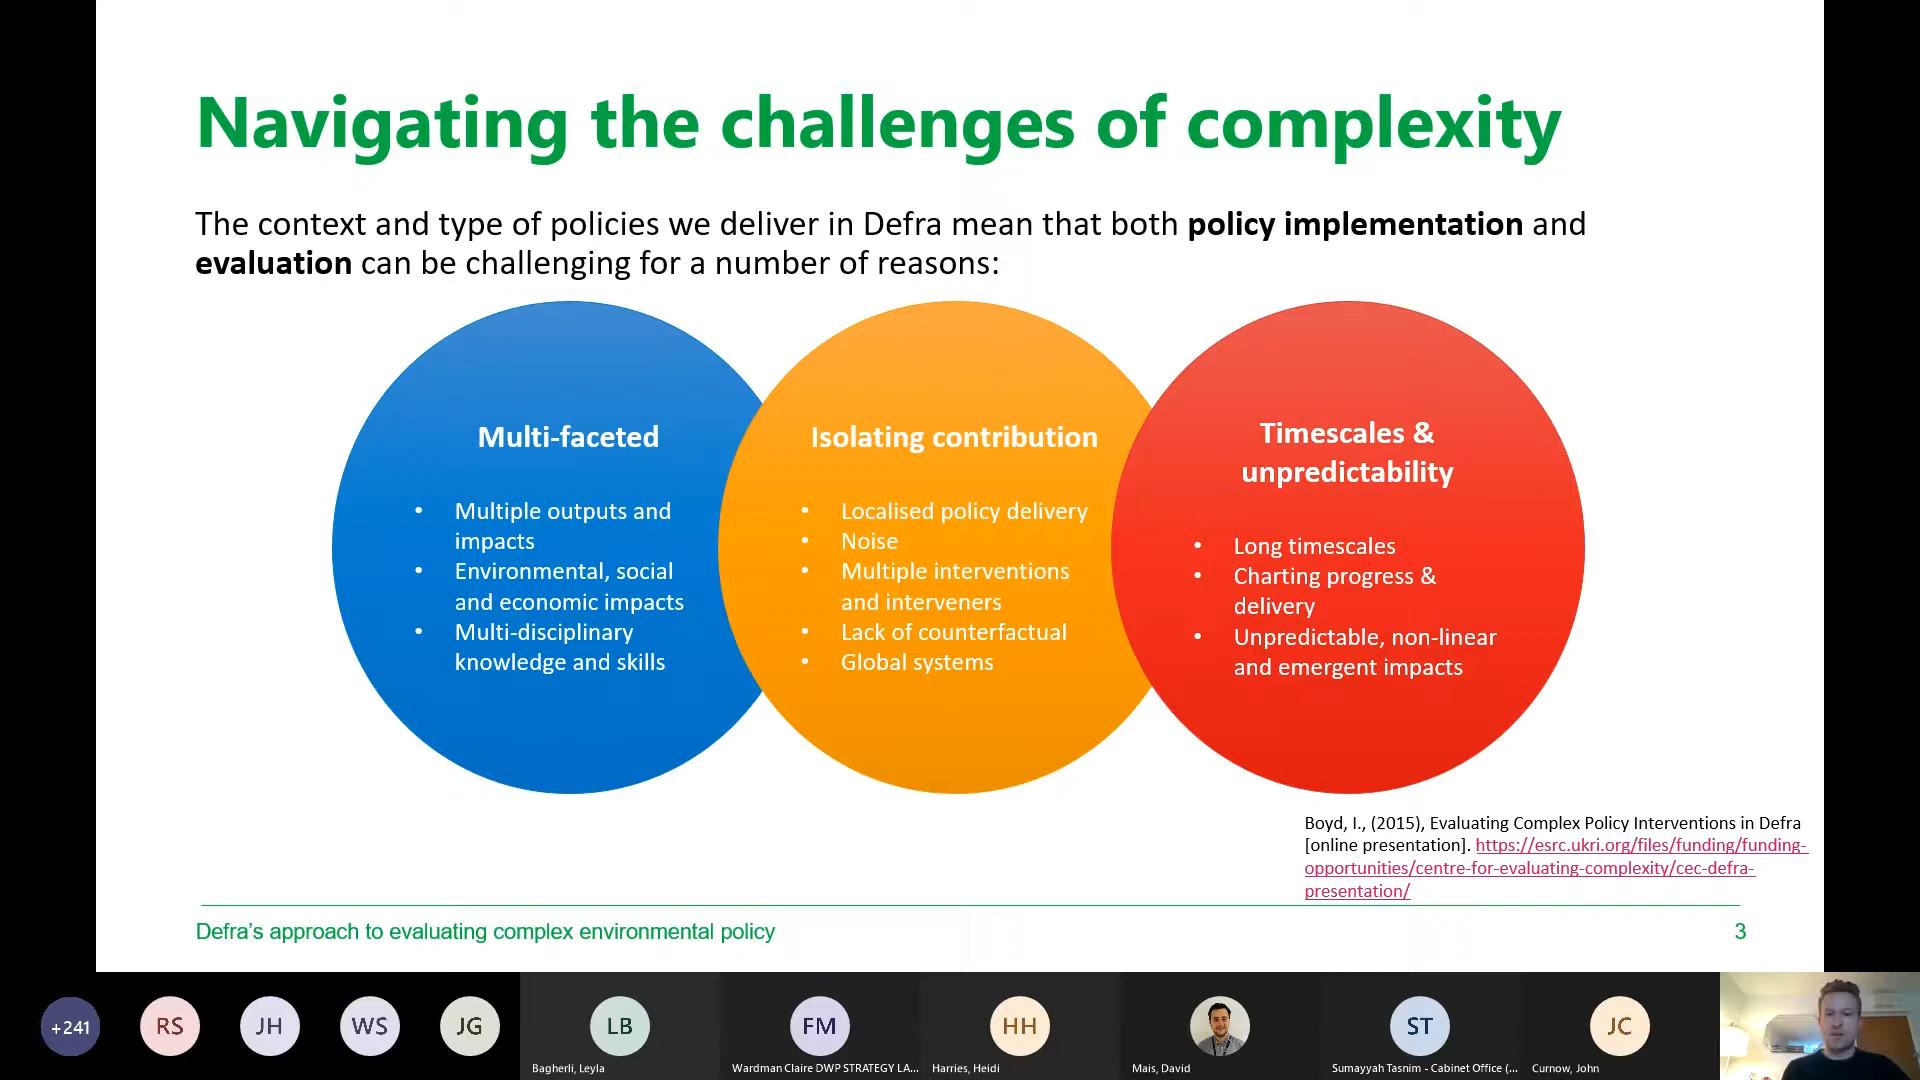 Navigating the challenges of complexity
The context and type of policies we deliver in Defra mean that both policy implementation and
evaluation can be challenging for a number of reasons:
Multi-faceted
• Multiple outputs and
impacts
• Environmental, social
and economic impacts
• Multi-disciplinary
knowledge and skills
Isolating contribution
• Localised policy delivery
• Noise
• Multiple interventions
and interveners
• Lack of counterfactual
• Global systems
Timescales &
unpredictability
• Long timescales
• Charting progress &
delivery
• Unpredictable, non-linear
and emergent impacts
Boyd, I., (2015), Evaluating Complex Policy Interventions in Defra
[online presentation]. https://esrc.ukri.org/files/funding/funding-
opportunities/centre-for-evaluating-complexity/cec-defra-
presentation/
Defra's approach to evaluating complex environmental policy
3
+241
RS
JH
WS
JG
LB
FM
HH
ST
JC
Bagherli, Leyla
Wardman Claire DWP STRATEGY LA...
Harries, Heidi
Mais, David
Sumayyah Tasnim - Cabinet Office (...
Curnow, John